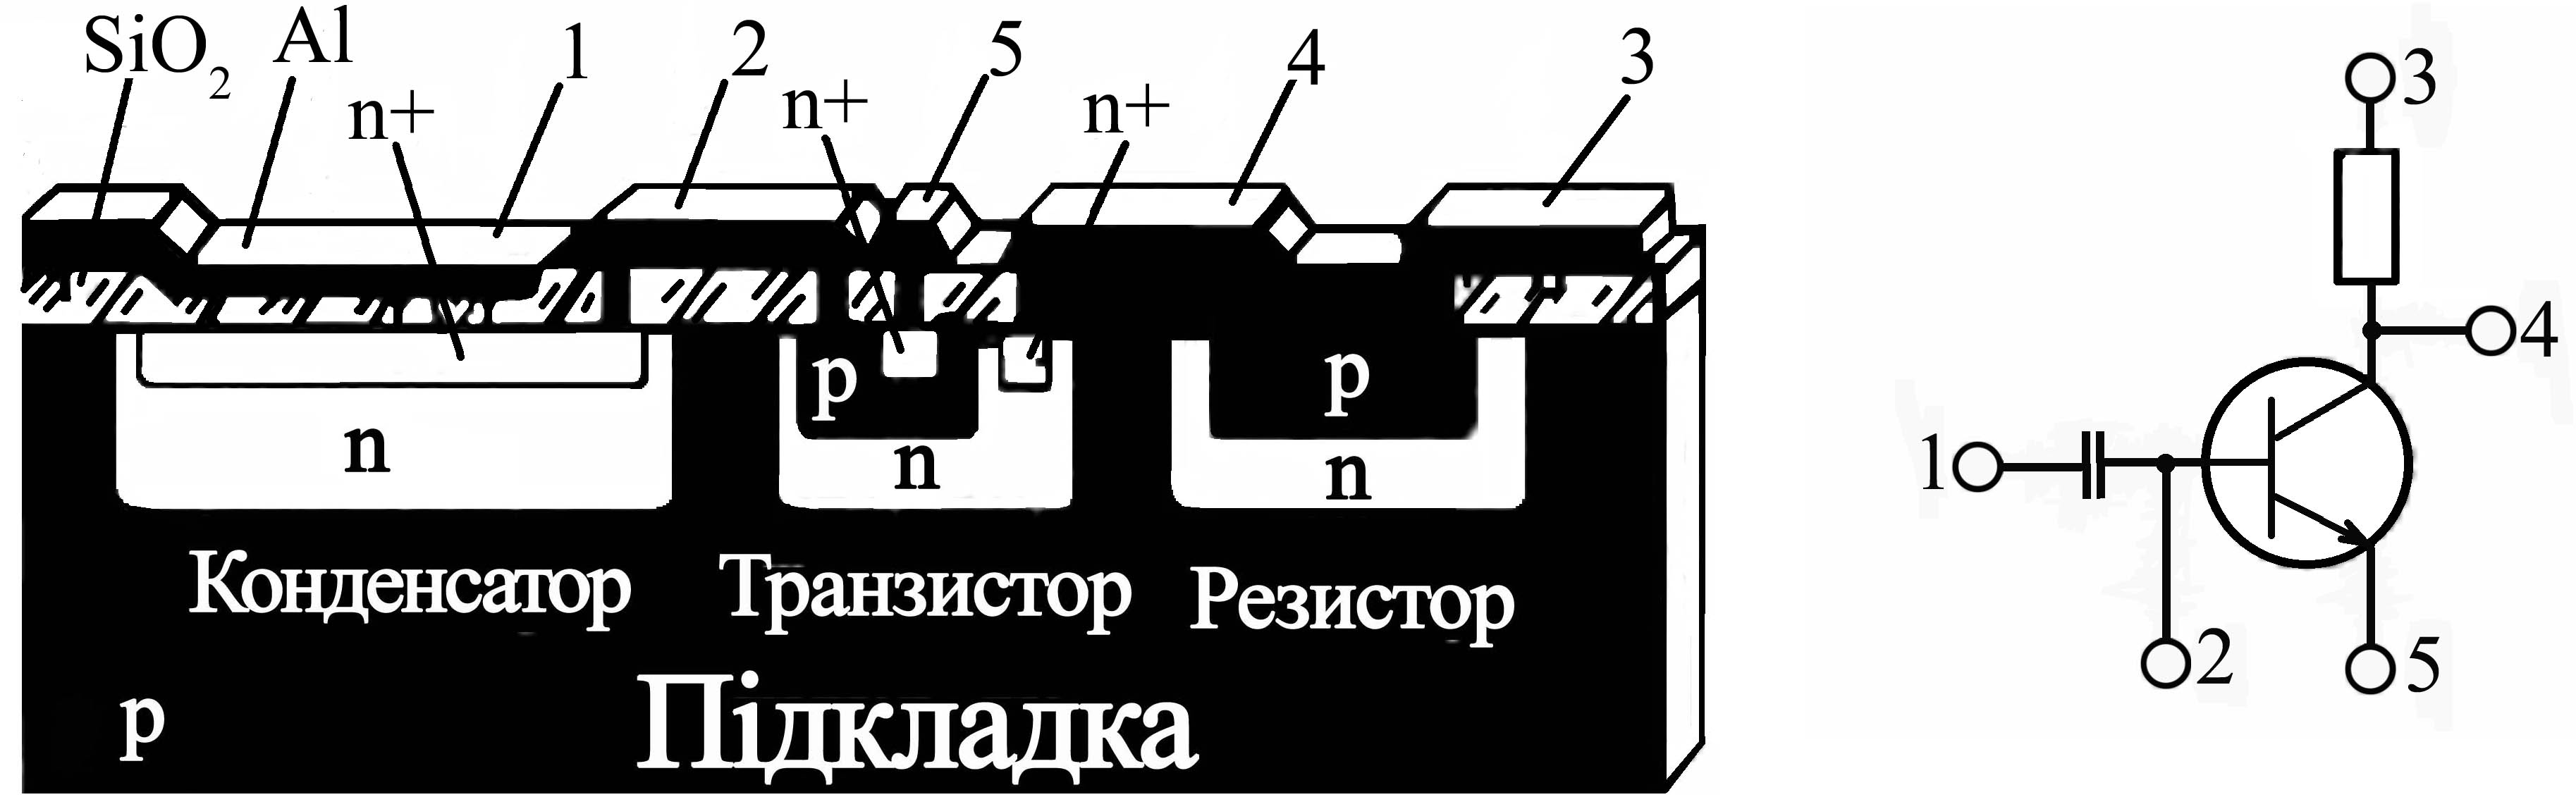 SiO2 Al 1 2 5 4 3
n+ n+ n+
p p
n n n
Конденсатор Транзистор Резистор
p Підкладка
3
4
1
2 5